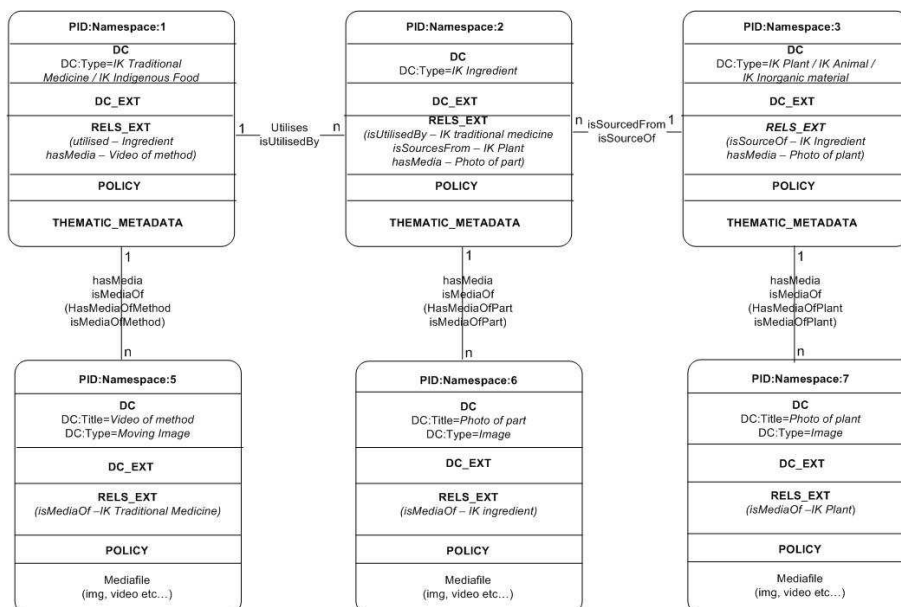 PID:Namespace:1
DC
DC:Type=IK Traditional
Medicine / IK Indigenous Food
DC_EXT
RELS_EXT
(utilised – Ingredient
hasMedia – Video of method)
POLICY
THEMATIC_METADATA
1
Utilises
isUtilisedBy
n
PID:Namespace:2
DC
DC:Type=IK Ingredient
DC_EXT
RELS_EXT
(isUtilisedBy – IK traditional medicine
isSourcesFrom – IK Plant
hasMedia – Photo of part)
POLICY
THEMATIC_METADATA
n
isSourcedFrom
isSourceOf
1
PID:Namespace:3
DC
DC:Type=IK Plant / IK Animal /
IK Inorganic material
DC_EXT
RELS_EXT
(isSourceOf – IK Ingredient
hasMedia – Photo of plant)
POLICY
THEMATIC_METADATA
1
hasMedia
isMediaOf
(HasMediaOfMethod
isMediaOfMethod)
n
1
hasMedia
isMediaOf
(HasMediaOfPart
isMediaOfPart)
n
1
hasMedia
isMediaOf
(HasMediaOfPlant
isMediaOfPlant)
n
PID:Namespace:5
DC
DC:Title=Video of method
DC:Type=Moving Image
DC_EXT
RELS_EXT
(isMediaOf –IK Traditional Medicine)
POLICY
Mediafile
(img, video etc...)
PID:Namespace:6
DC
DC:Title=Photo of part
DC:Type=Image
DC_EXT
RELS_EXT
(isMediaOf – IK ingredient)
POLICY
Mediafile
(img, video etc...)
PID:Namespace:7
DC
DC:Title=Photo of plant
DC:Type=Image
DC_EXT
RELS_EXT
(isMediaOf –IK Plant)
POLICY
Mediafile
(img, video etc...)